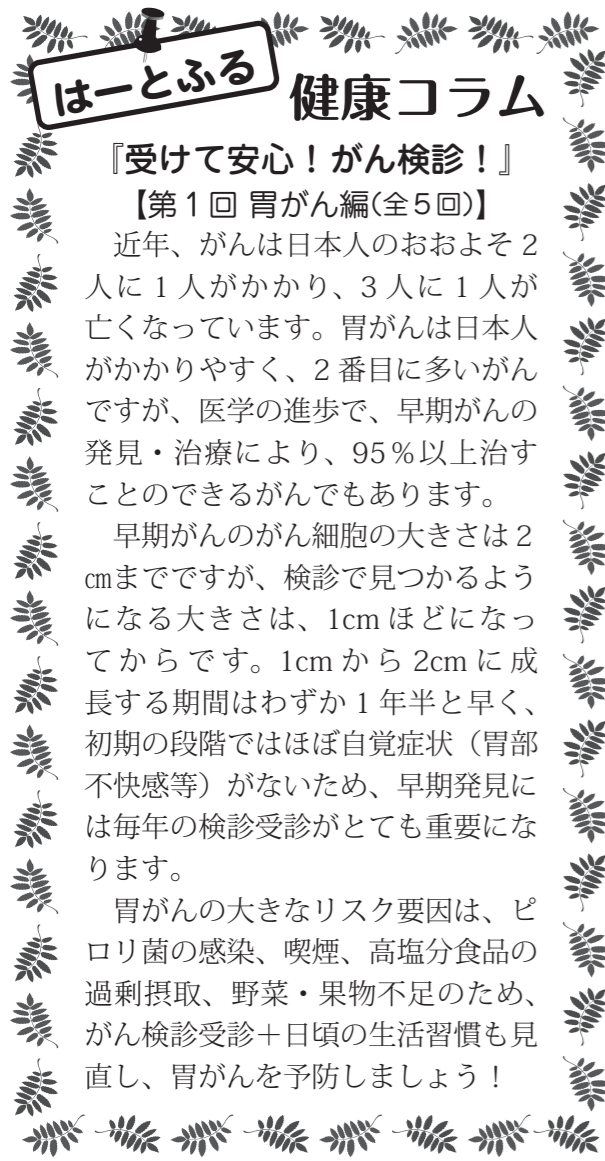 はーとふる
健康コラム
『受けて安心！がん検診！』
【第１回 胃がん編(全５回)】
　近年、がんは日本人のおおよそ２
人に１人がかかり、３人に１人が
亡くなっています。胃がんは日本人
がかかりやすく、２番目に多いがん
ですが、医学の進歩で、早期がんの
発見・治療により、95％以上治す
ことのできるがんでもあります。
　早期がんのがん細胞の大きさは２
㎝までですが、検診で見つかるよう
になる大きさは、1cm ほどになっ
てからです。1cm から 2cm に成
長する期間はわずか１年半と早く、
初期の段階ではほぼ自覚症状（胃部
不快感等）がないため、早期発見に
は毎年の検診受診がとても重要にな
ります。
　胃がんの大きなリスク要因は、ピ
ロリ菌の感染、喫煙、高塩分食品の
過剰摂取、野菜・果物不足のため、
がん検診受診＋日頃の生活習慣も見
直し、胃がんを予防しましょう！